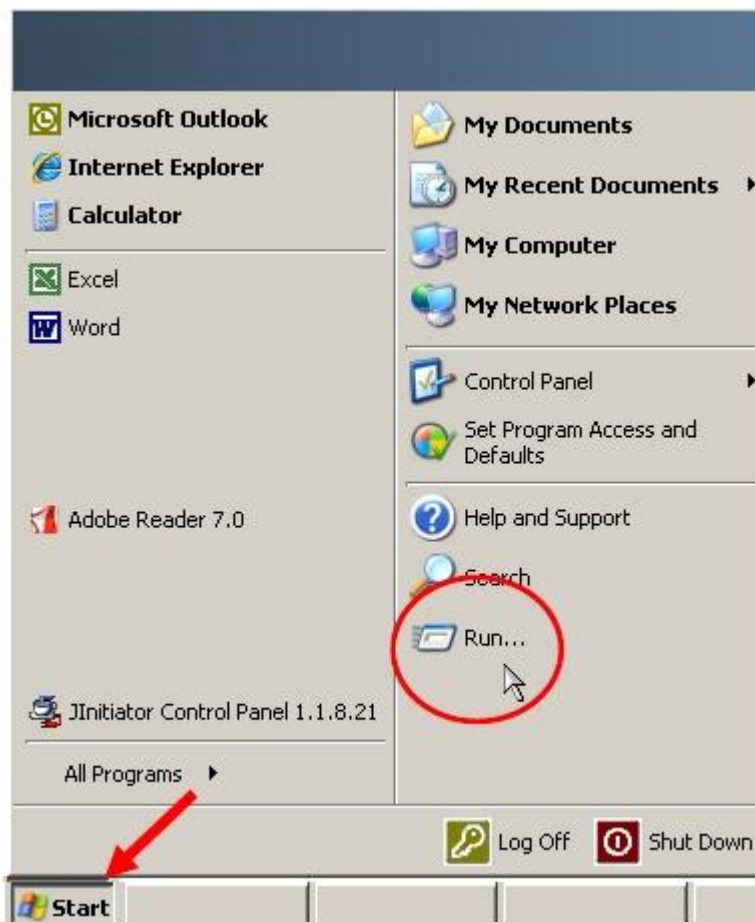 Microsoft Outlook
Internet Explorer
Calculator
Excel
Word
Adobe Reader 7.0
JInitiator Control Panel 1.1.8.21
All Programs
My Documents
My Recent Documents
My Computer
My Network Places
Control Panel
Set Program Access and
Defaults
Help and Support
Search
Run...
Log Off
Shut Down
Start